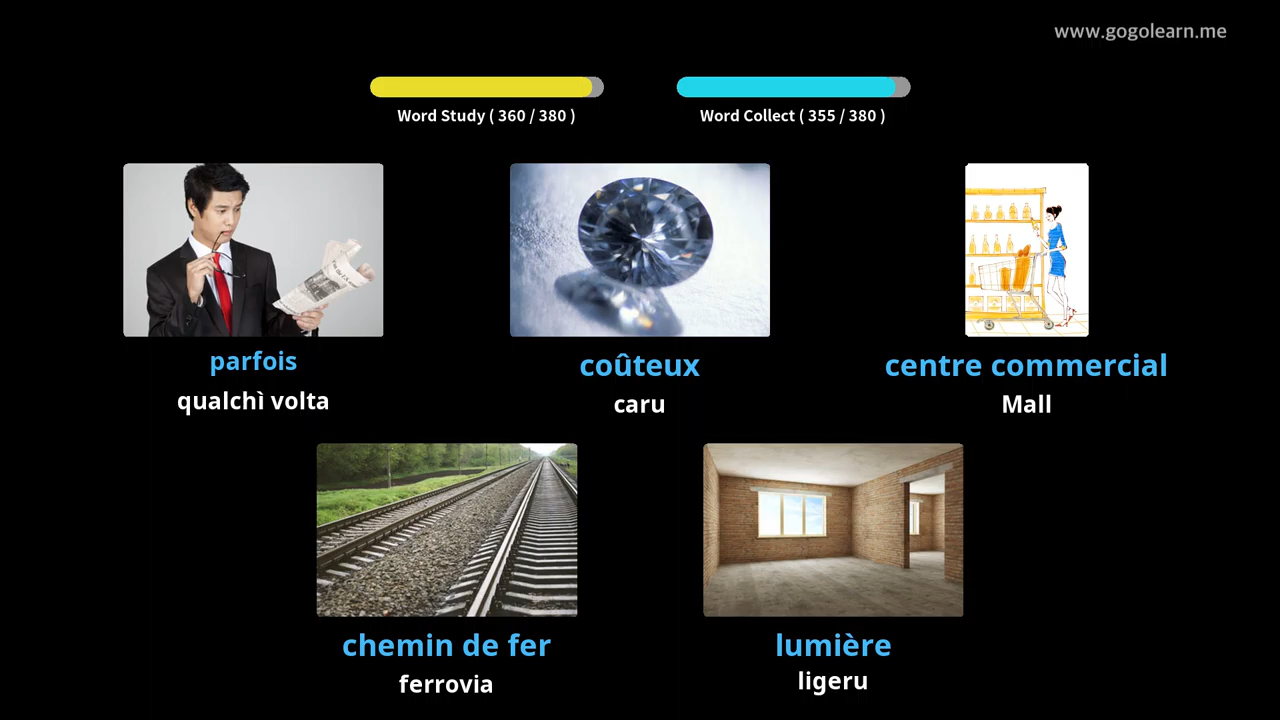 www.gogolearn.me
Word Study ( 360 / 380 )
Word Collect ( 355 / 380 )
parfois
qualchì volta
coûteux
caru
centre commercial
Mall
chemin de fer
ferrovia
lumière
ligeru